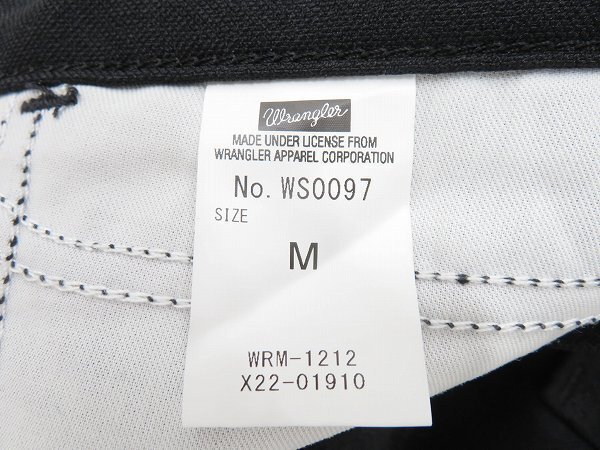 Wrangler
MADE UNDER LICENSE FROM
WRANGLER APPAREL CORPORATION
No. WS0097
SIZE
M
WRM-1212
X22-01910